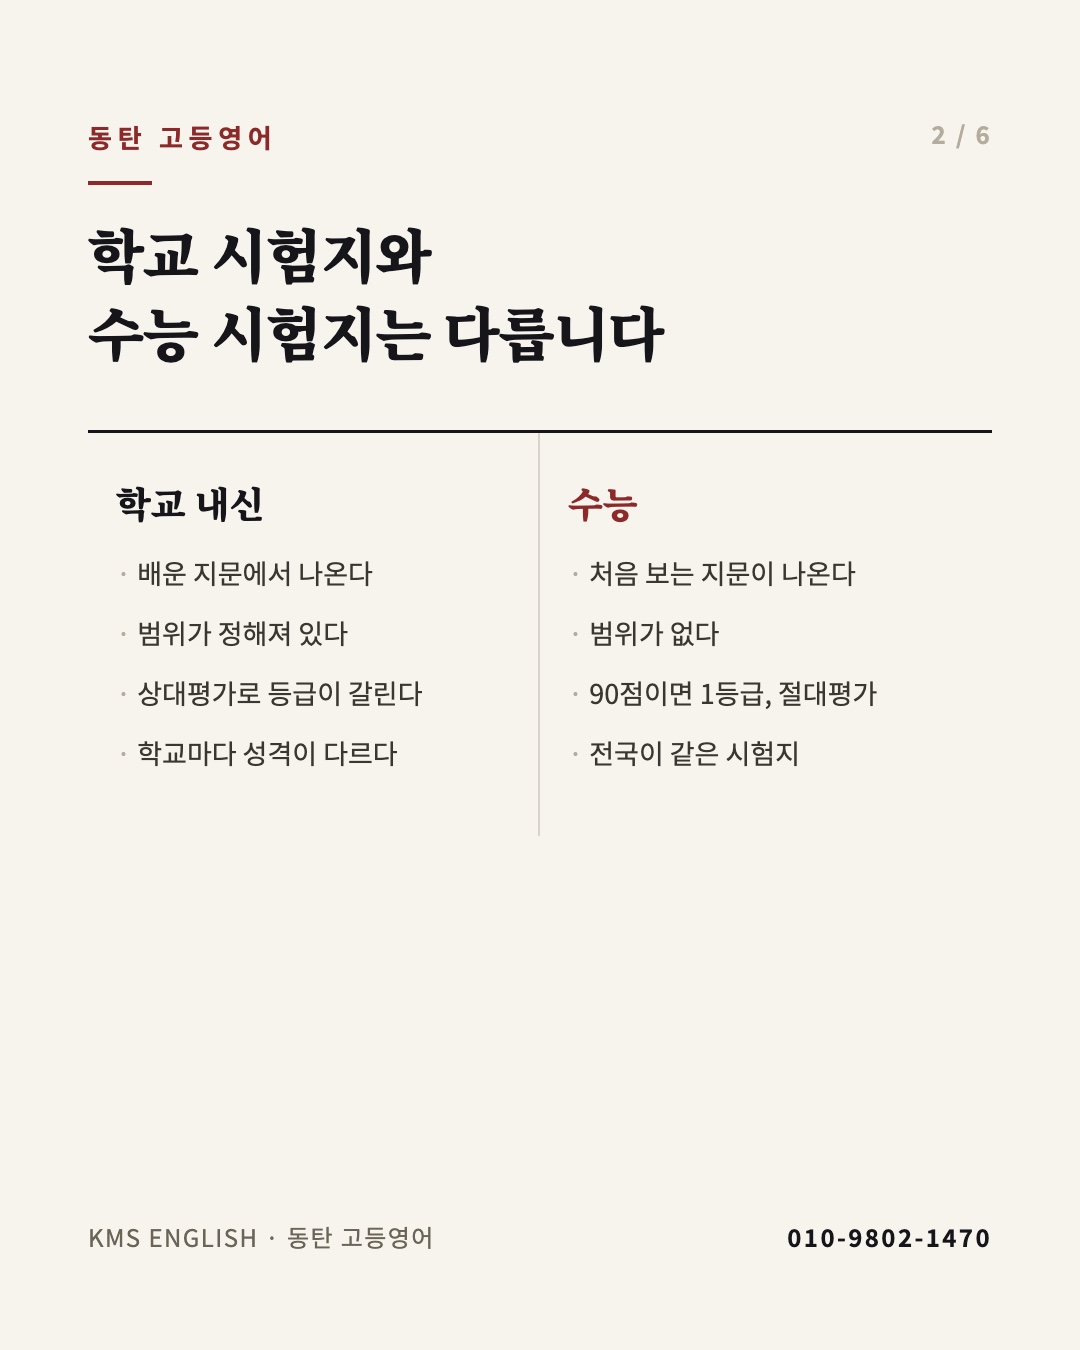 동탄 고등영어
2 / 6
학교 시험지와
수능 시험지는 다릅니다
학교 내신
· 배운 지문에서 나온다
· 범위가 정해져 있다
· 상대평가로 등급이 갈린다
· 학교마다 성격이 다르다
수능
· 처음 보는 지문이 나온다
· 범위가 없다
· 90점이면 1등급, 절대평가
· 전국이 같은 시험지
KMS ENGLISH · 동탄 고등영어
010-9802-1470